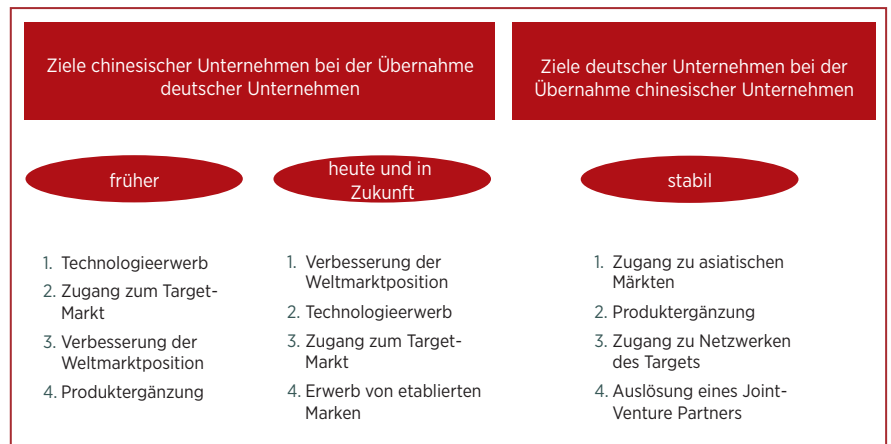 Ziele chinesischer Unternehmen bei der Übernahme
deutscher Unternehmen
Ziele deutscher Unternehmen bei der
Übernahme chinesischer Unternehmen
früher
heute und in
Zukunft
stabil
1. Technologieerwerb
2. Zugang zum Target-
Markt
3. Verbesserung der
Weltmarktposition
4. Produktergänzung
1. Verbesserung der
Weltmarktposition
2. Technologieerwerb
3. Zugang zum Target-
Markt
4. Erwerb von etablierten
Marken
1. Zugang zu asiatischen
Märkten
2. Produktergänzung
3. Zugang zu Netzwerken
des Targets
4. Auslösung eines Joint-
Venture Partners